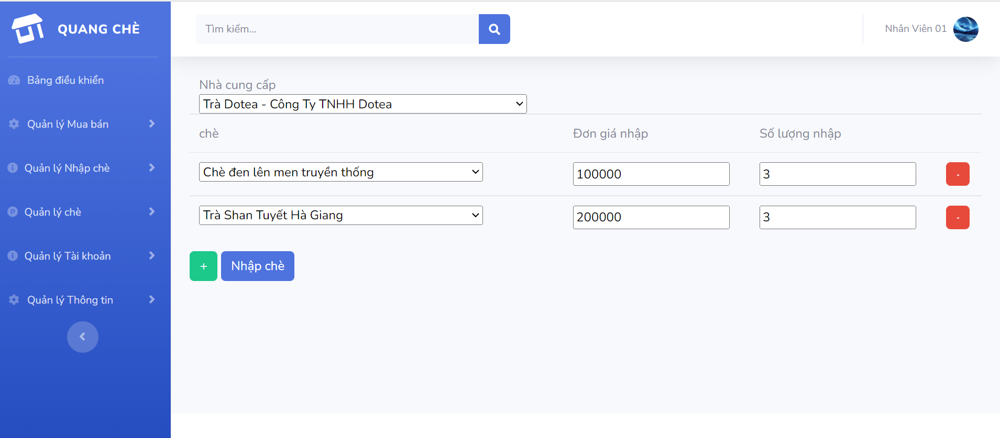 QUANG CHÈ
Tìm kiếm...
Nhân Viên 01
Bảng điều khiển
Quản lý Mua bán
Quản lý Nhập chè
Quản lý chè
Quản lý Tài khoản
Quản lý Thông tin
Nhà cung cấp
Trà Dotea - Công Ty TNHH Dotea
chè Đơn giá nhập Số lượng nhập
Chè đen lên men truyền thống 100000 3 -
Trà Shan Tuyết Hà Giang 200000 3 -
+ Nhập chè